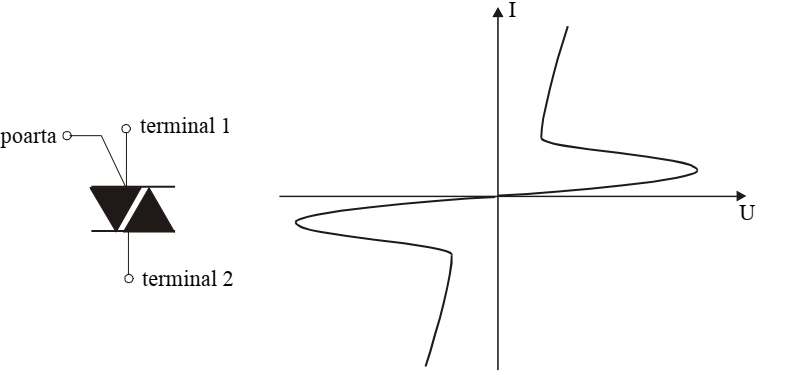 poarta
terminal 1
terminal 2
I
U